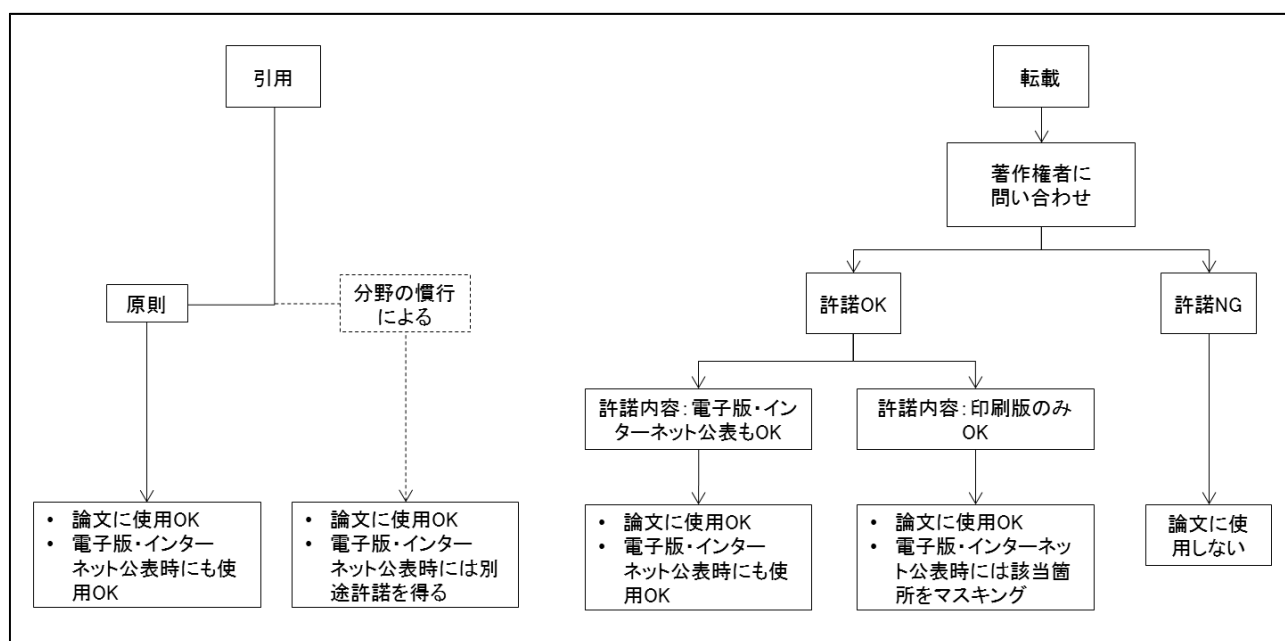 引用
原則
分野の慣行
による
• 論文に使用OK
• 電子版・インター
ネット公表時にも使
用OK
• 論文に使用OK
• 電子版・インター
ネット公表時には別
途許諾を得る
転載
著作権者に
問い合わせ
許諾OK
許諾NG
許諾内容：電子版・イン
ターネット公表もOK
許諾内容：印刷版のみ
OK
• 論文に使用OK
• 電子版・インター
ネット公表時にも使
用OK
• 論文に使用OK
• 電子版・インターネッ
ト公表時には該当箇
所をマスキング
論文に使
用しない